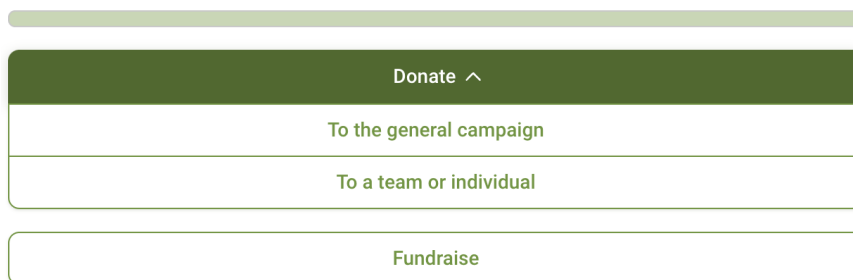 Donate
To the general campaign
To a team or individual
Fundraise